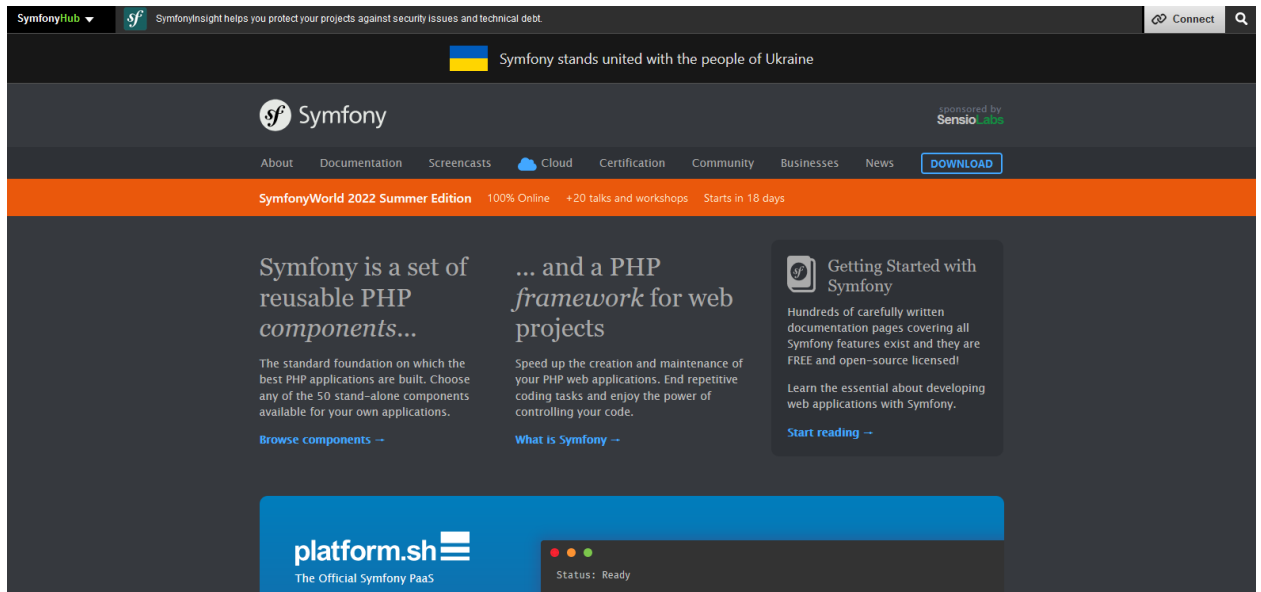 SymfonyHub
sf SymfonyInsight helps you protect your projects against security issues and technical debt.
Connect
Symfony stands united with the people of Ukraine
sf Symfony
sponsored by
SensioLabs
About Documentation Screencasts Cloud Certification Community Businesses News DOWNLOAD
SymfonyWorld 2022 Summer Edition 100% Online +20 talks and workshops Starts in 18 days
Symfony is a set of
reusable PHP
components...
The standard foundation on which the
best PHP applications are built. Choose
any of the 50 stand-alone components
available for your own applications.
Browse components →
... and a PHP
framework for web
projects
Speed up the creation and maintenance of
your PHP web applications. End repetitive
coding tasks and enjoy the power of
controlling your code.
What is Symfony →
sf
Getting Started with
Symfony
Hundreds of carefully written
documentation pages covering all
Symfony features exist and they are
FREE and open-source licensed!
Learn the essential about developing
web applications with Symfony.
Start reading →
platform.sh
The Official Symfony PaaS
Status: Ready